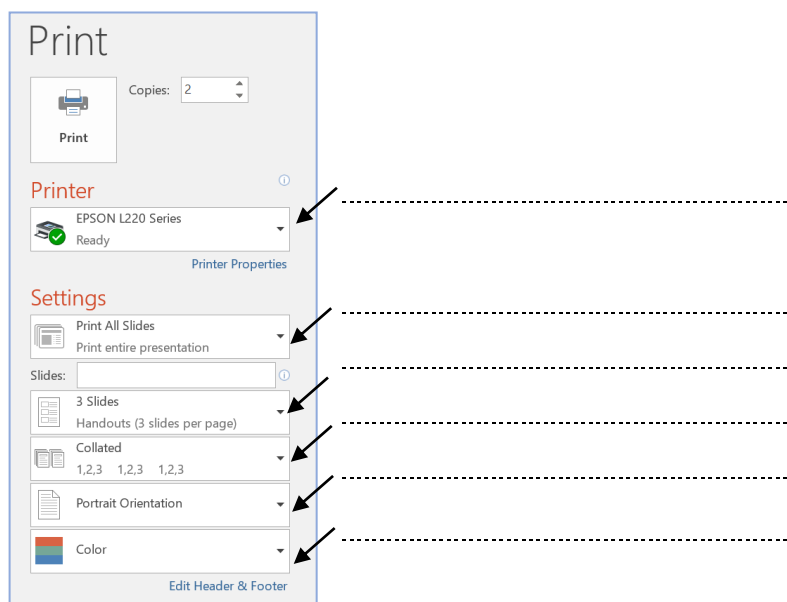 Print
Copies: 2
Print
Printer
EPSON L220 Series
Ready
Printer Properties
Settings
Print All Slides
Print entire presentation
Slides:
3 Slides
Handouts (3 slides per page)
Collated
1,2,3 1,2,3 1,2,3
Portrait Orientation
Color
Edit Header & Footer